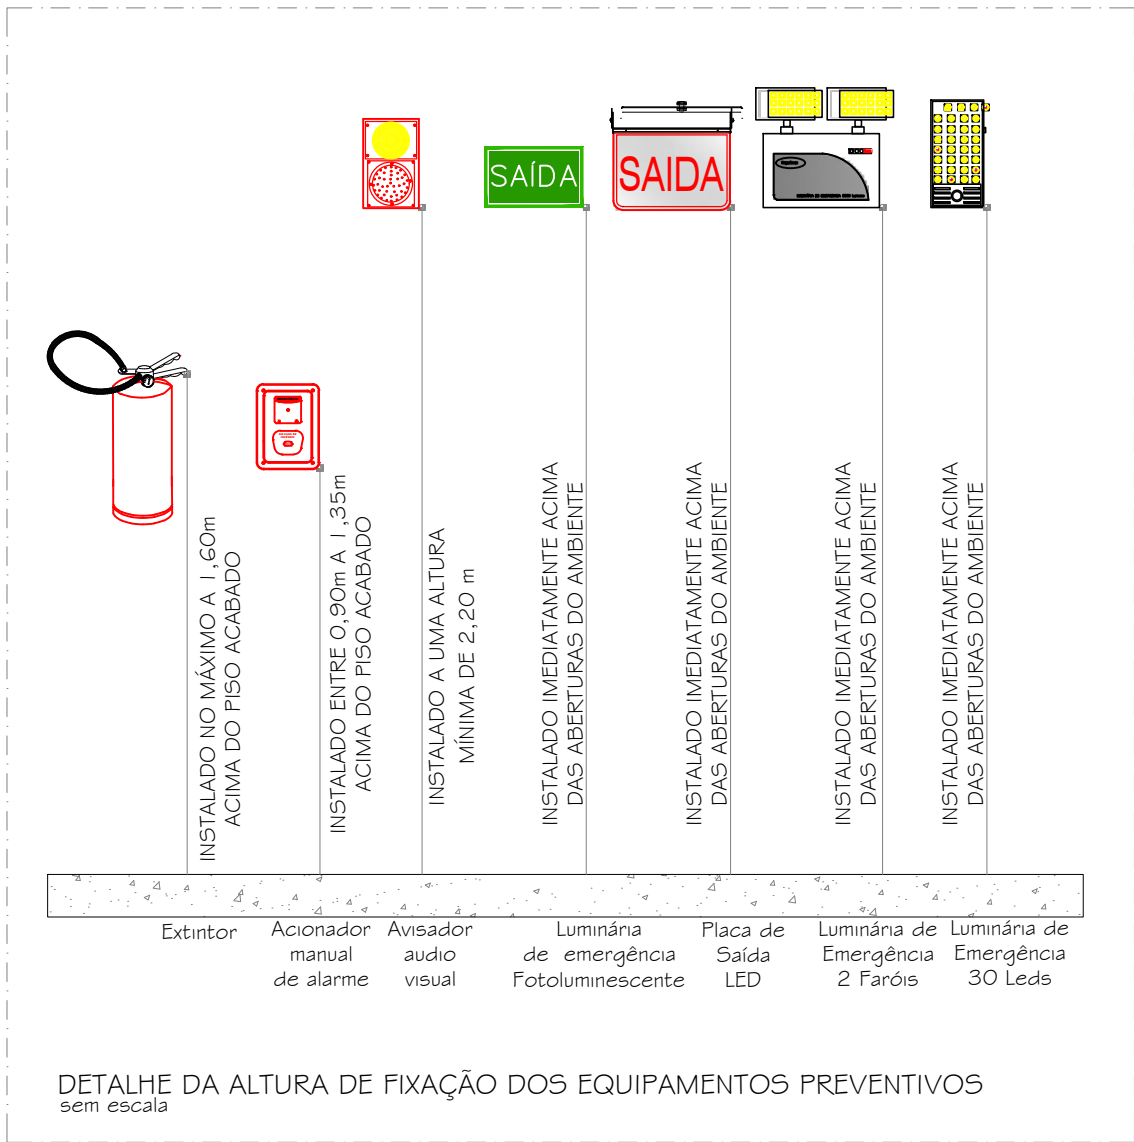 SAÍDA
SAIDA
INSTALADO NO MÁXIMO A 1,60m
ACIMA DO PISO ACABADO
INSTALADO ENTRE 0,90m A 1,35m
ACIMA DO PISO ACABADO
INSTALADO A UMA ALTURA
MÍNIMA DE 2,20 m
INSTALADO IMEDIATAMENTE ACIMA
DAS ABERTURAS DO AMBIENTE
INSTALADO IMEDIATAMENTE ACIMA
DAS ABERTURAS DO AMBIENTE
INSTALADO IMEDIATAMENTE ACIMA
DAS ABERTURAS DO AMBIENTE
INSTALADO IMEDIATAMENTE ACIMA
DAS ABERTURAS DO AMBIENTE
Extintor
Acionador
manual
de alarme
Avisador
audio
visual
Luminária
de emergência
Fotoluminescente
Placa de
Saída
LED
Luminária de
Emergência
2 Faróis
Luminária de
Emergência
30 Leds
DETALHE DA ALTURA DE FIXAÇÃO DOS EQUIPAMENTOS PREVENTIVOS
sem escala